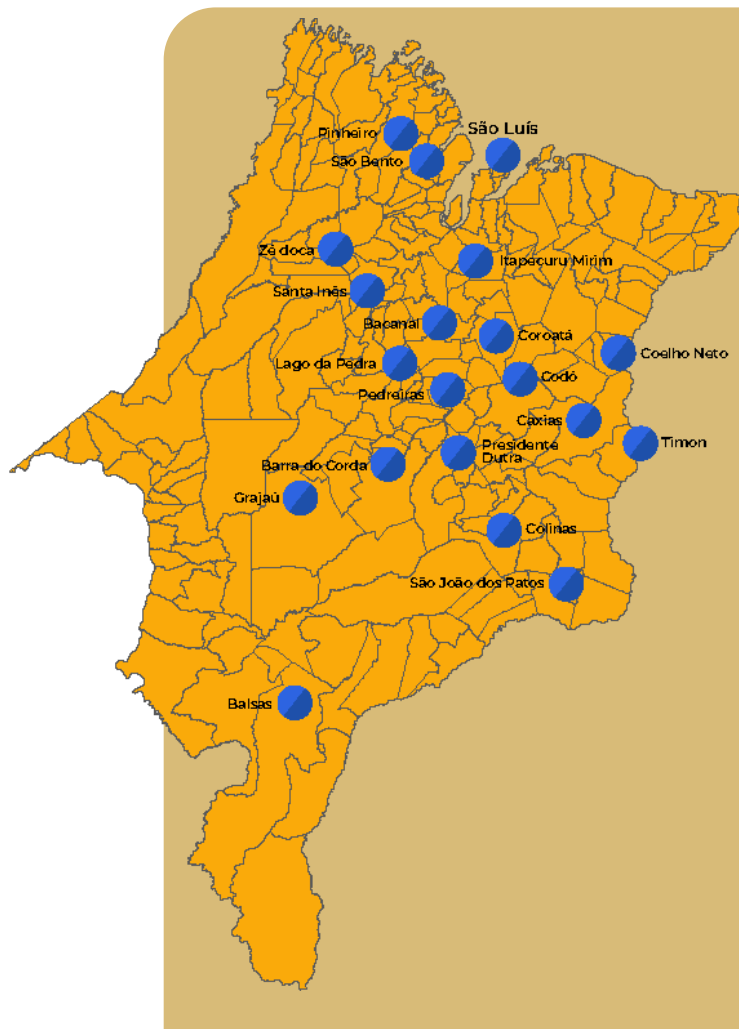 São Luís
Pinheiro
São Bento
Zé doca
Itapecuru Mirim
Santa Inês
Bacanal
Coroatá
Coelho Neto
Lago da Pedra
Codó
Pedreiras
Caxias
Timon
Presidente
Dutra
Barra do Corda
Grajaú
Colinas
São João dos Patos
Balsas